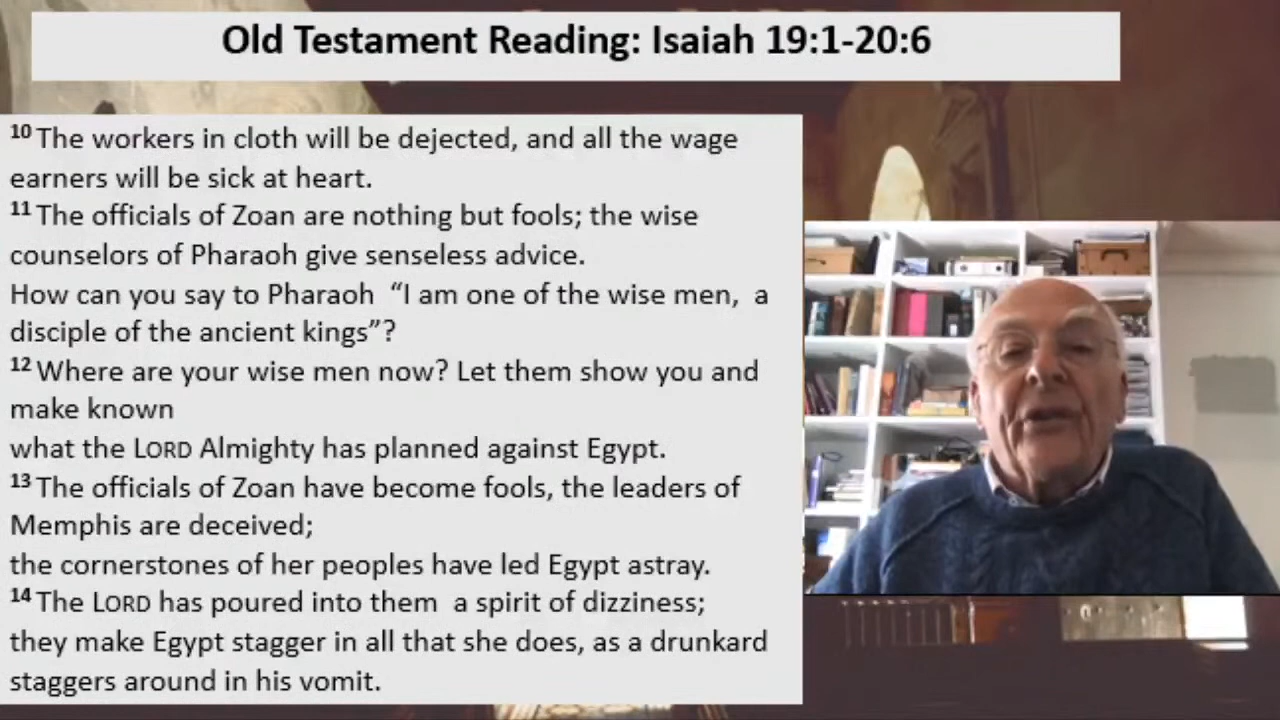 Old Testament Reading: Isaiah 19:1-20:6
10 The workers in cloth will be dejected, and all the wage
earners will be sick at heart.
11 The officials of Zoan are nothing but fools; the wise
counselors of Pharaoh give senseless advice.
How can you say to Pharaoh “I am one of the wise men, a
disciple of the ancient kings”?
12 Where are your wise men now? Let them show you and
make known
what the LORD Almighty has planned against Egypt.
13 The officials of Zoan have become fools, the leaders of
Memphis are deceived;
the cornerstones of her peoples have led Egypt astray.
14 The LORD has poured into them a spirit of dizziness;
they make Egypt stagger in all that she does, as a drunkard
staggers around in his vomit.